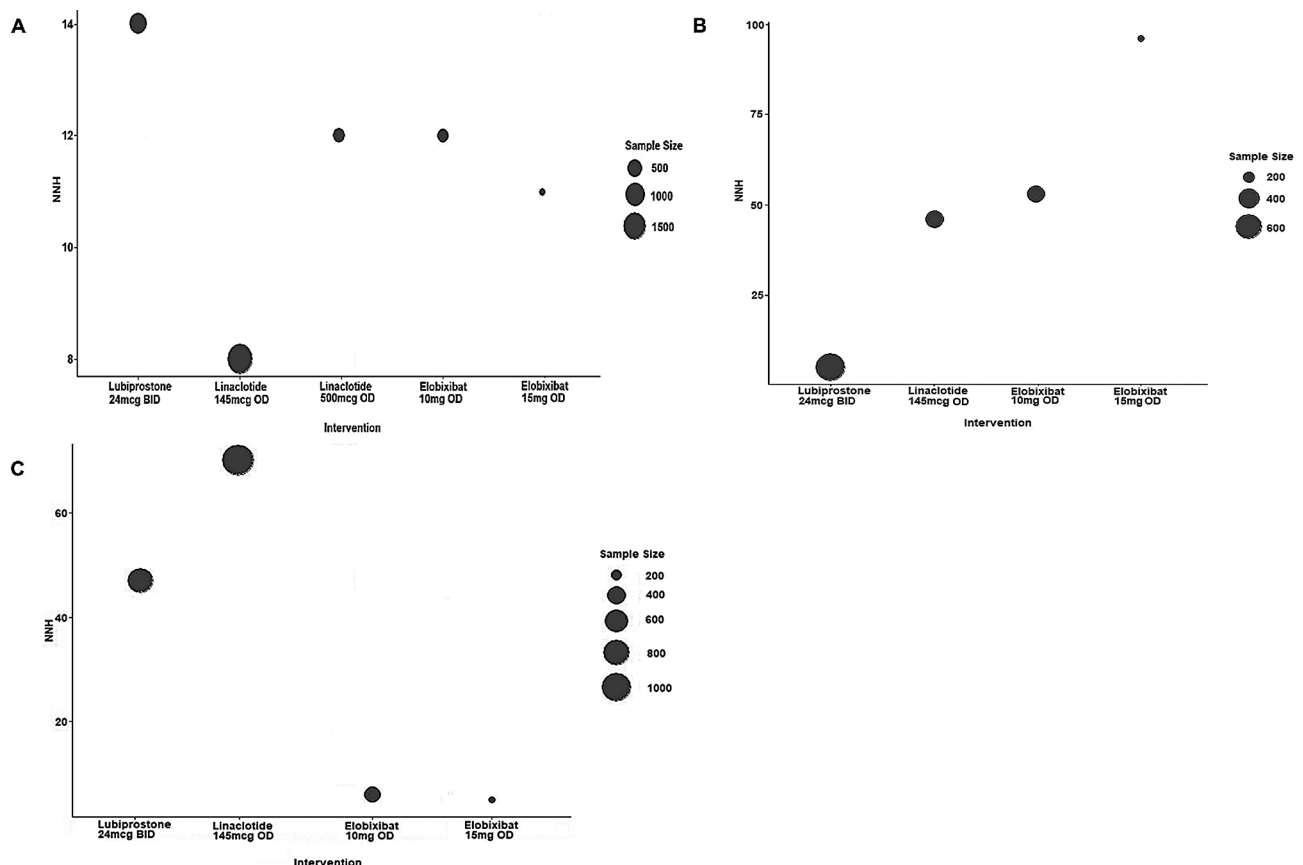 A
14
12
10
8
NNH
Lubiprostone
24mcg BID
Linaclotide
145mcg OD
Linaclotide
500mcg OD
Elobixibat
10mg OD
Elobixibat
15mg OD
Intervention
Sample Size
500
1000
1500
B
100
75
50
25
NNH
Lubiprostone
24mcg BID
Linaclotide
145mcg OD
Elobixibat
10mg OD
Elobixibat
15mg OD
Intervention
Sample Size
200
400
600
C
60
40
20
NNH
Lubiprostone
24mcg BID
Linaclotide
145mcg OD
Elobixibat
10mg OD
Elobixibat
15mg OD
Intervention
Sample Size
200
400
600
800
1000